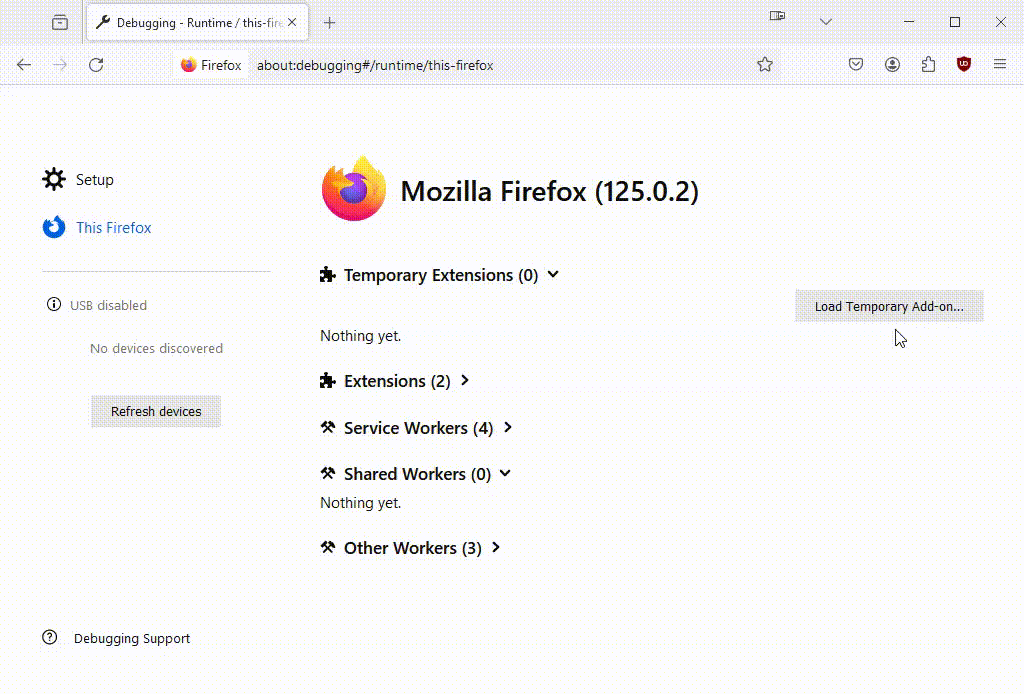 Debugging - Runtime / this-fire
Firefox
about:debugging#/runtime/this-firefox
Setup
This Firefox
USB disabled
No devices discovered
Refresh devices
Debugging Support
Mozilla Firefox (125.0.2)
Temporary Extensions (0)
Load Temporary Add-on...
Nothing yet.
Extensions (2)
Service Workers (4)
Shared Workers (0)
Nothing yet.
Other Workers (3)